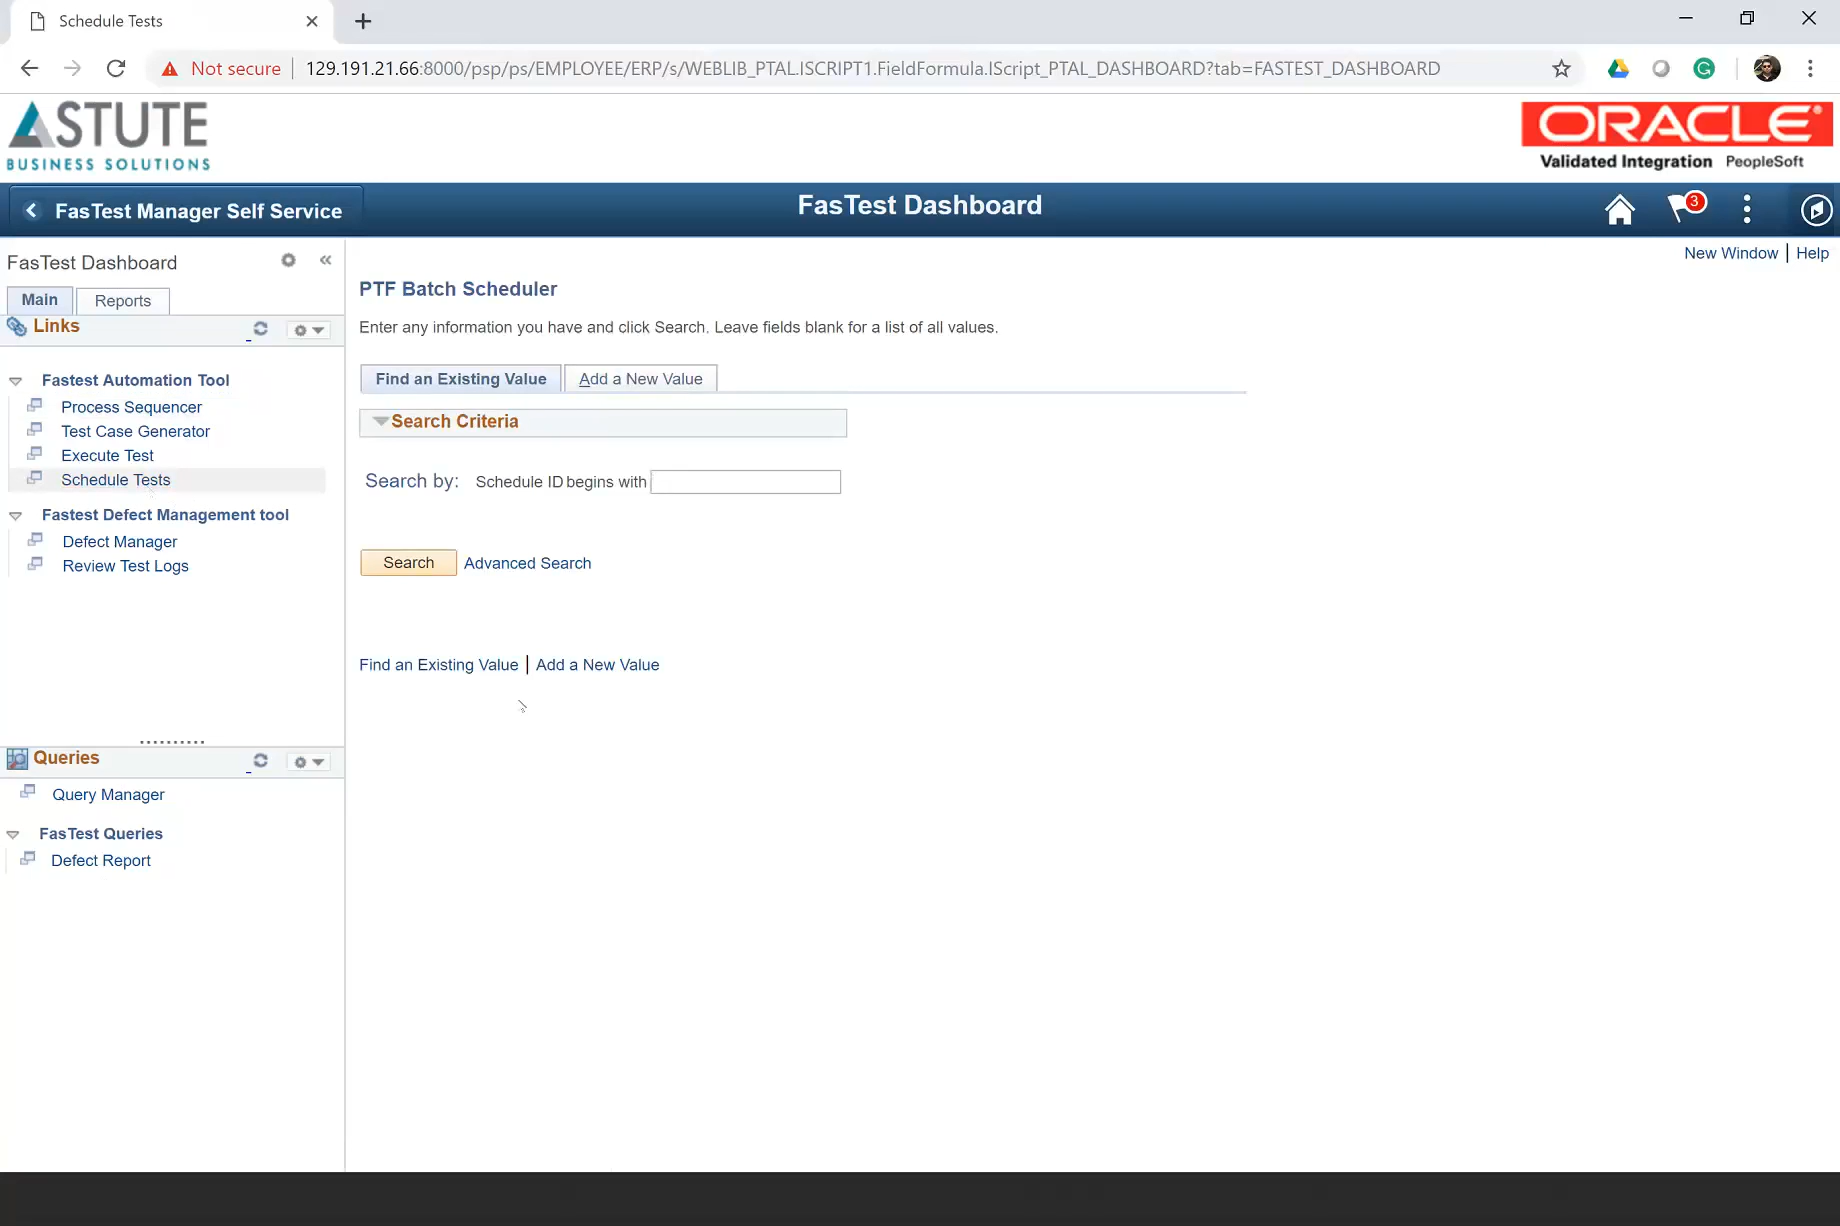 Schedule Tests
Not secure
129.191.21.66:8000/psp/ps/EMPLOYEE/ERP/s/WEBLIB_PTAL.ISCRIPT1.FieldFormula.IScript_PTAL_DASHBOARD?tab=FASTEST_DASHBOARD
ASTUTE
BUSINESS SOLUTIONS
ORACLE®
Validated Integration PeopleSoft
FasTest Manager Self Service
FasTest Dashboard
3
FasTest Dashboard
New Window | Help
Main
Reports
Links
Fastest Automation Tool
Process Sequencer
Test Case Generator
Execute Test
Schedule Tests
Fastest Defect Management tool
Defect Manager
Review Test Logs
Queries
Query Manager
FasTest Queries
Defect Report
PTF Batch Scheduler
Enter any information you have and click Search. Leave fields blank for a list of all values.
Find an Existing Value
Add a New Value
Search Criteria
Search by: Schedule ID begins with
Search
Advanced Search
Find an Existing Value | Add a New Value